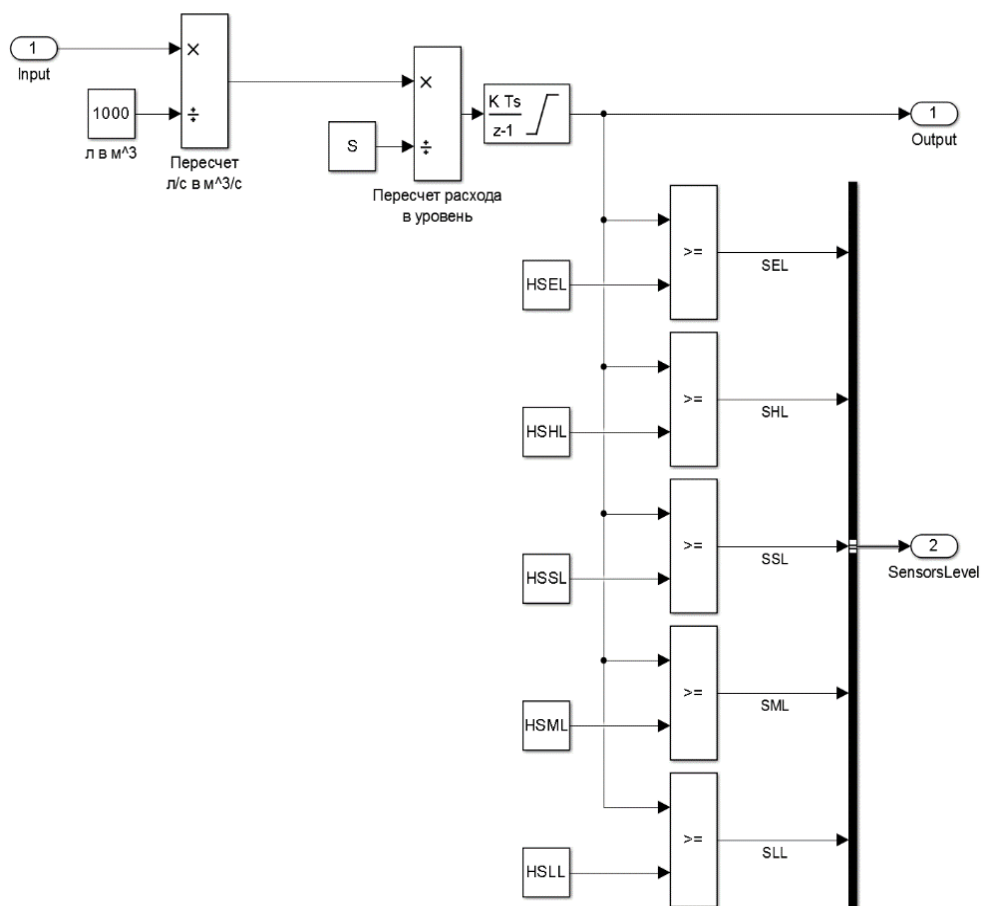 1
Input
×
÷
1000
л в м^3
Пересчет
л/с в м^3/с
×
÷
S
Пересчет расхода
в уровень
K Ts
z-1
1
Output
>=
SEL
HSEL
>=
SHL
HSHL
>=
SSL
HSSL
2
SensorsLevel
>=
SML
HSML
>=
SLL
HSLL